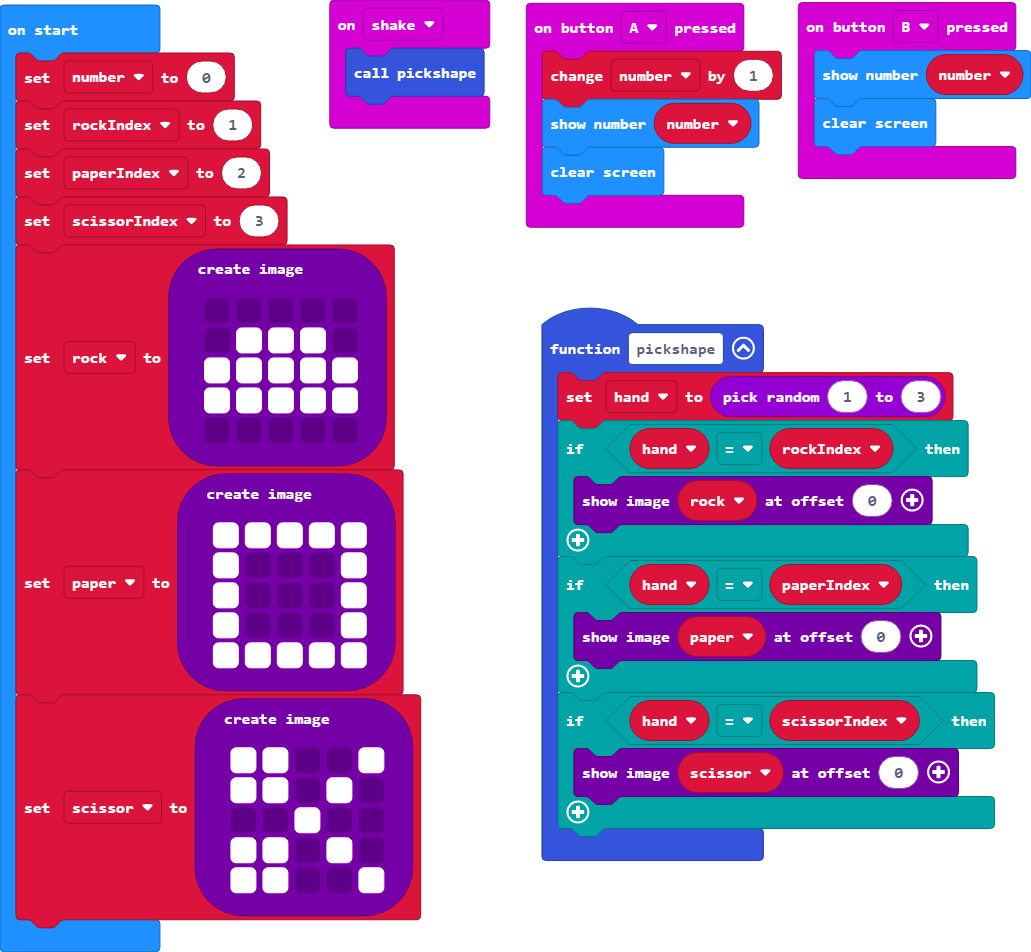 on start
set number to 0
set rockIndex to 1
set paperIndex to 2
set scissorIndex to 3
create image
set rock to
create image
set paper to
create image
set scissor to
on shake
call pickshape
on button A pressed
change number by 1
show number number
clear screen
on button B pressed
show number number
clear screen
function pickshape
set hand to pick random 1 to 3
if hand = rockIndex then
show image rock at offset 0
if hand = paperIndex then
show image paper at offset 0
if hand = scissorIndex then
show image scissor at offset 0